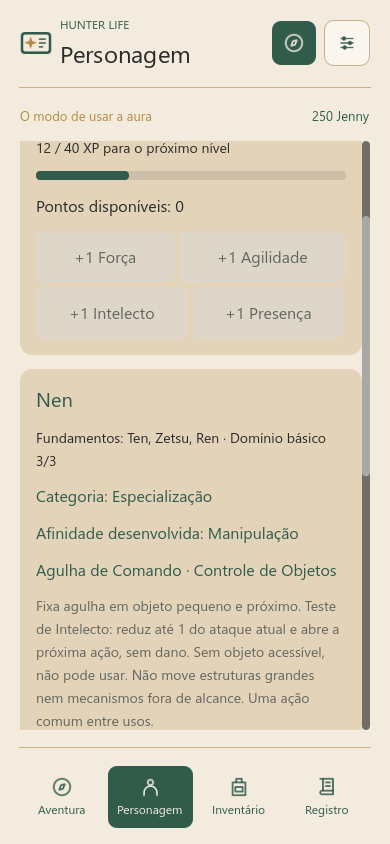 HUNTER LIFE
Personagem
O modo de usar a aura
250 Jenny
12 / 40 XP para o próximo nível
Pontos disponíveis: 0
+1 Força
+1 Agilidade
+1 Intelecto
+1 Presença
Nen
Fundamentos: Ten, Zetsu, Ren · Domínio básico
3/3
Categoria: Especialização
Afinidade desenvolvida: Manipulação
Agulha de Comando · Controle de Objetos
Fixa agulha em objeto pequeno e próximo. Teste
de Intelecto: reduz até 1 do ataque atual e abre a
próxima ação, sem dano. Sem objeto acessível,
não pode usar. Não move estruturas grandes
nem mecanismos fora de alcance. Uma ação
comum entre usos.
Aventura
Personagem
Inventário
Registro